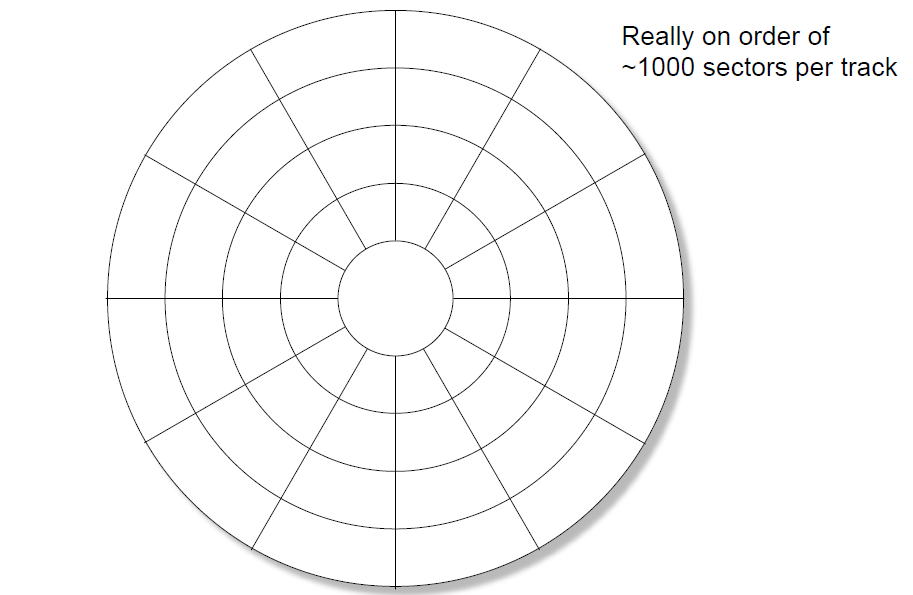 Really on order of
~1000 sectors per track